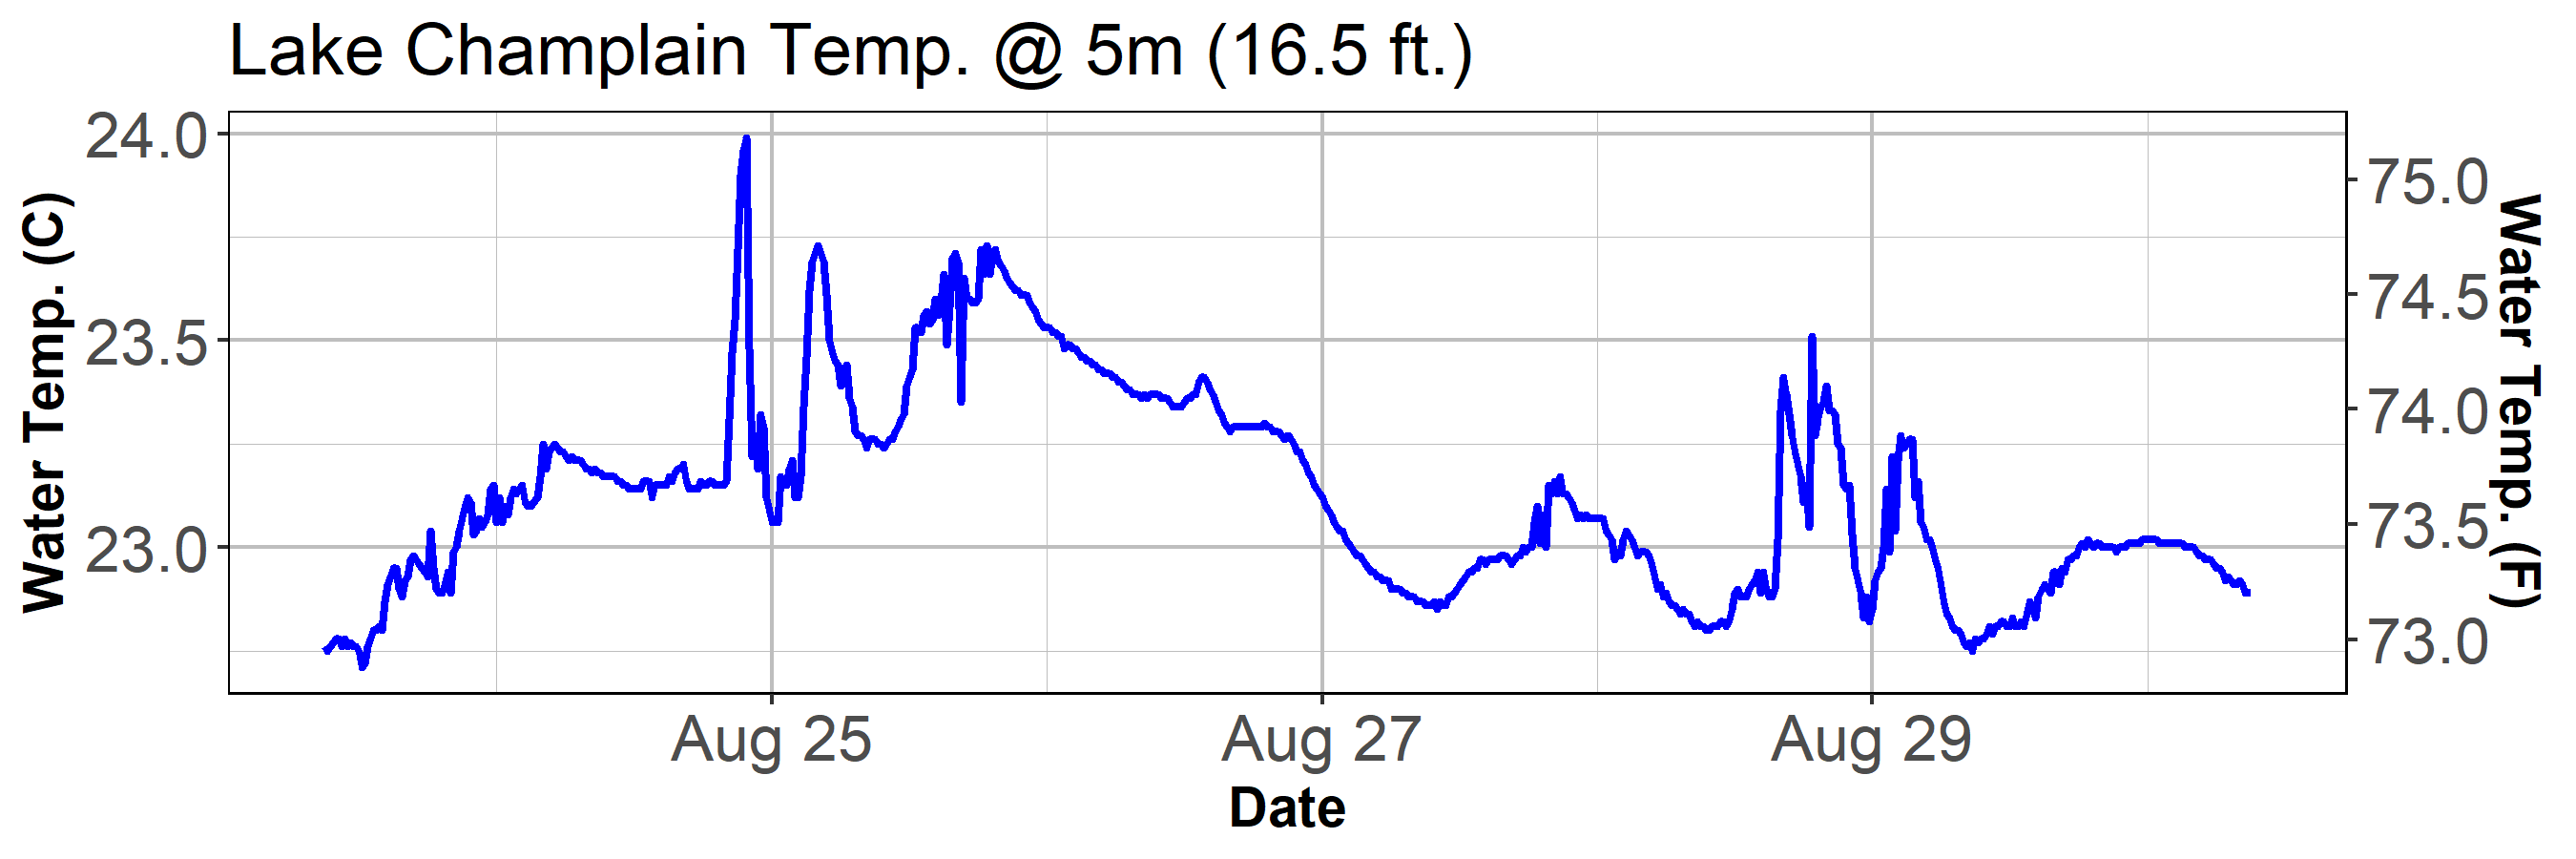 Lake Champlain Temp. @ 5m (16.5 ft.)
Water Temp. (C)
24.0
23.5
23.0
75.0
74.5
74.0
73.5
73.0
Water Temp. (F)
Aug 25 Aug 27 Aug 29
Date